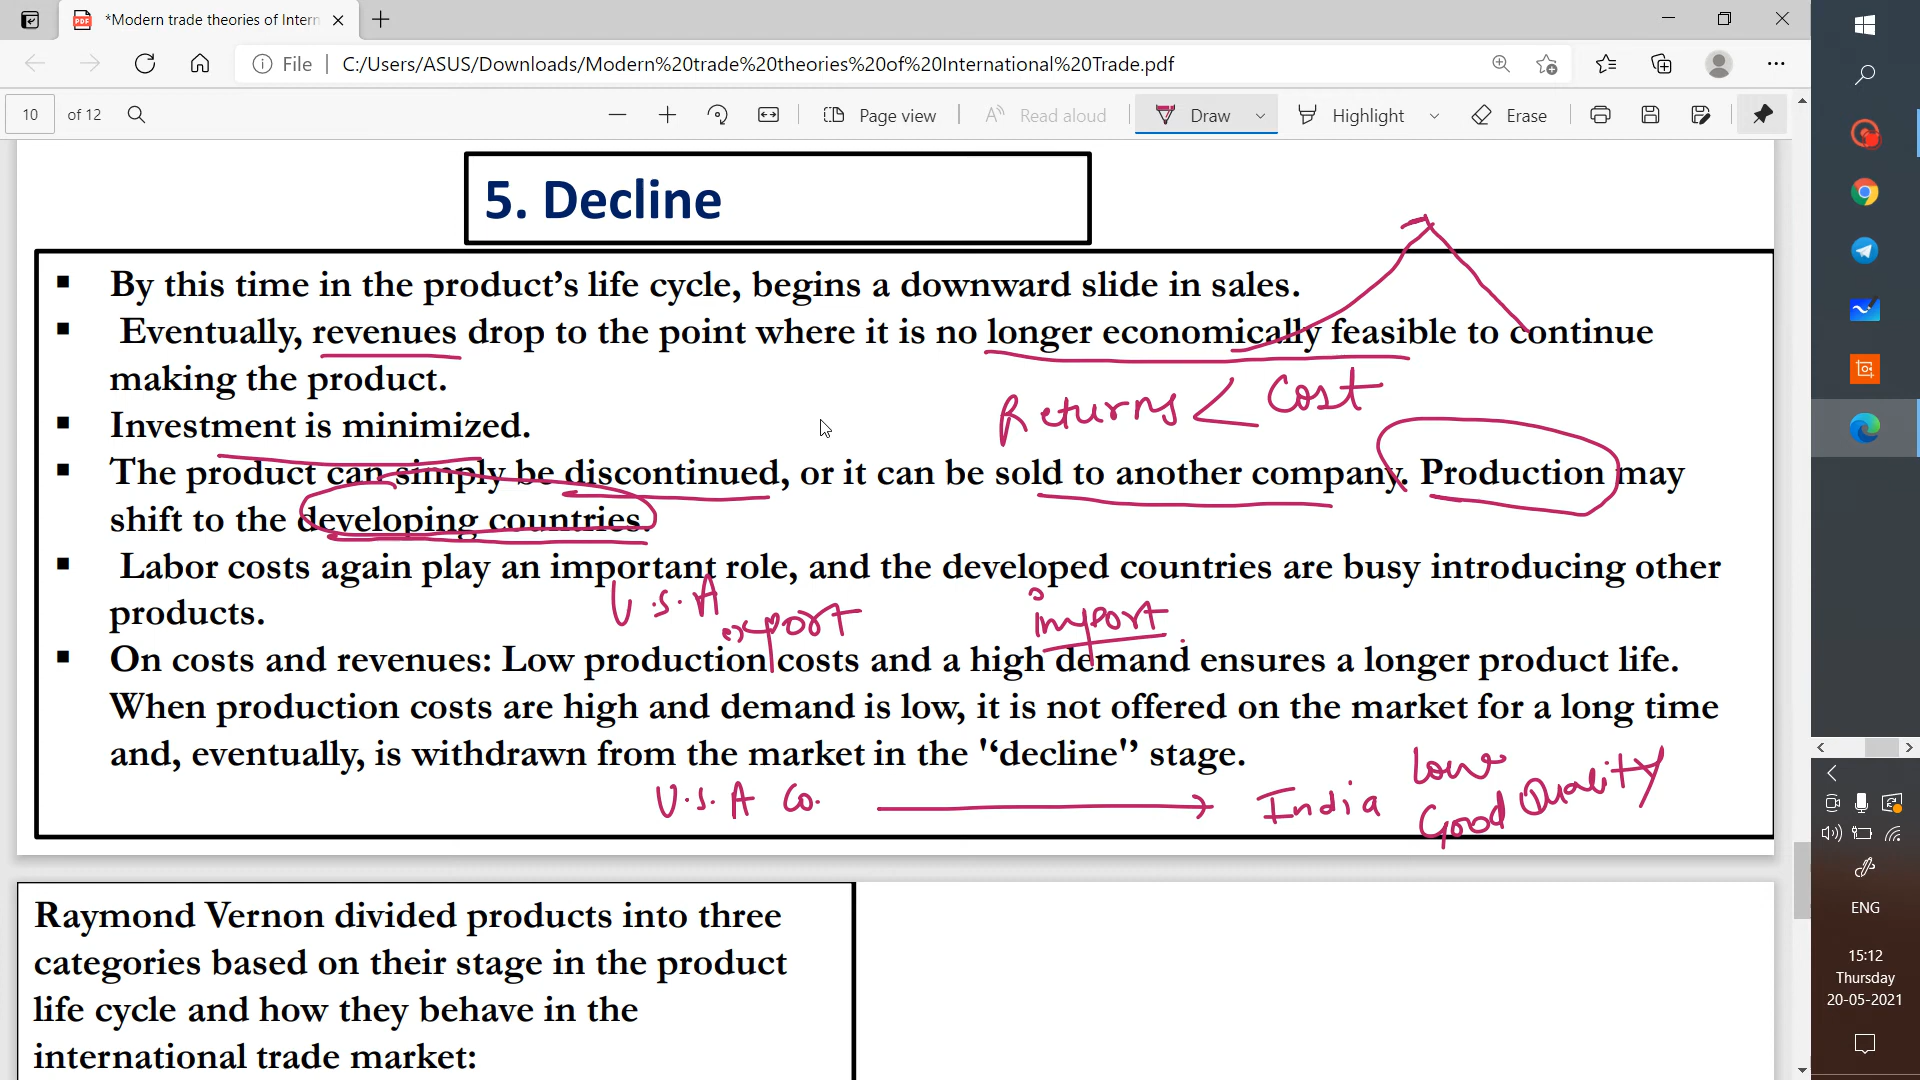 *Modern trade theories of Intern
File
C:/Users/ASUS/Downloads/Modern%20trade%20theories%20of%20International%20Trade.pdf
10 of 12
Page view
Read aloud
Draw
Highlight
Erase
5. Decline
▪ By this time in the product’s life cycle, begins a downward slide in sales.
▪ Eventually, revenues drop to the point where it is no longer economically feasible to continue
making the product.
Returns < Cost
▪ Investment is minimized.
▪ The product can simply be discontinued, or it can be sold to another company. Production may
shift to the developing countries.
▪ Labor costs again play an important role, and the developed countries are busy introducing other
products.
U.S.A export import
▪ On costs and revenues: Low production costs and a high demand ensures a longer product life.
When production costs are high and demand is low, it is not offered on the market for a long time
and, eventually, is withdrawn from the market in the "‘decline" stage.
U.S.A Co. → India
Good Quality
Raymond Vernon divided products into three
categories based on their stage in the product
life cycle and how they behave in the
international trade market:
ENG
15:12
Thursday
20-05-2021